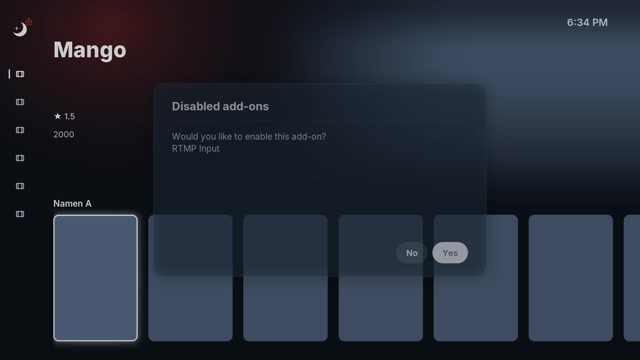 6:34 PM
Mango
★ 1.5
2000
Disabled add-ons
Would you like to enable this add-on?
RTMP Input
No
Yes
Namen A